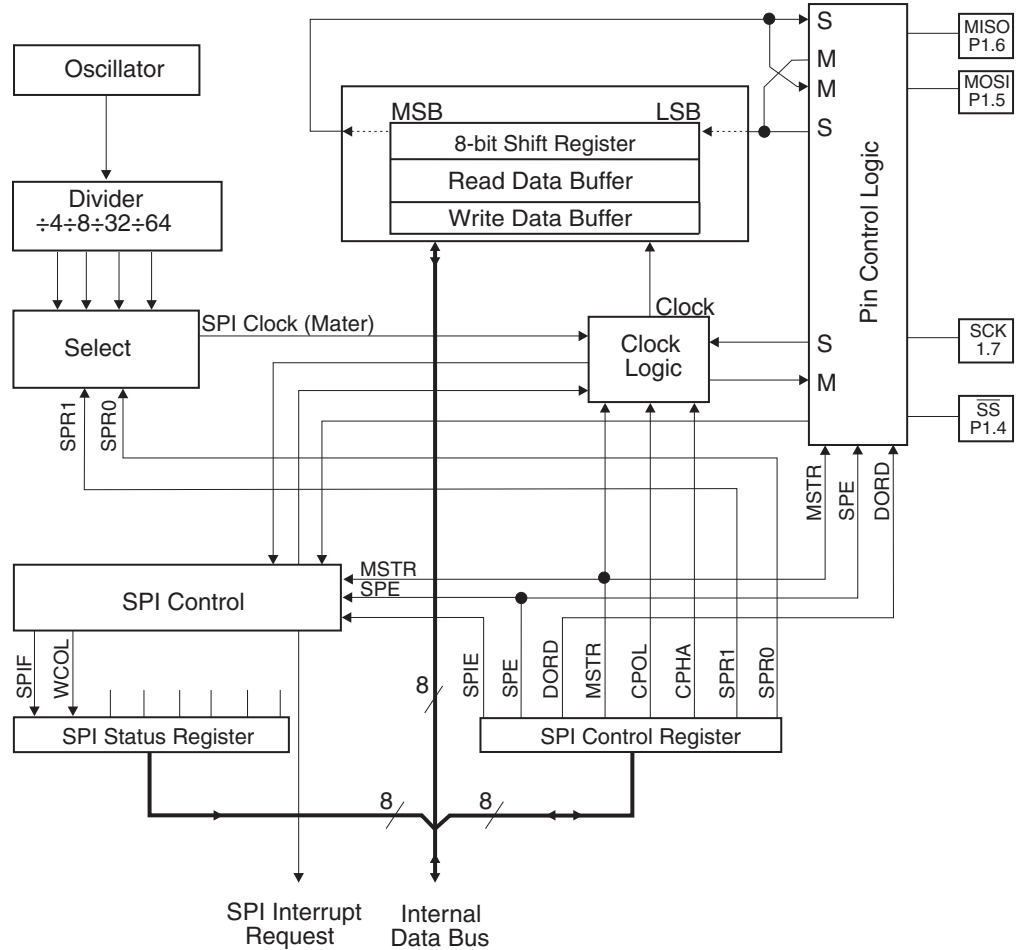 Oscillator
Divider
÷4÷8÷32÷64
Select
SPI Clock (Mater)
SPR1
SPR0
MSB
LSB
8-bit Shift Register
Read Data Buffer
Write Data Buffer
Clock
Clock
Logic
S
M
M
S
S
M
Pin Control Logic
MISO
P1.6
MOSI
P1.5
SCK
1.7
SS
P1.4
MSTR
SPE
DORD
SPI Control
MSTR
SPE
SPIF
WCOL
SPI Status Register
8
SPIE
SPE
DORD
MSTR
CPOL
CPHA
SPR1
SPR0
SPI Control Register
8
8
SPI Interrupt
Request
Internal
Data Bus